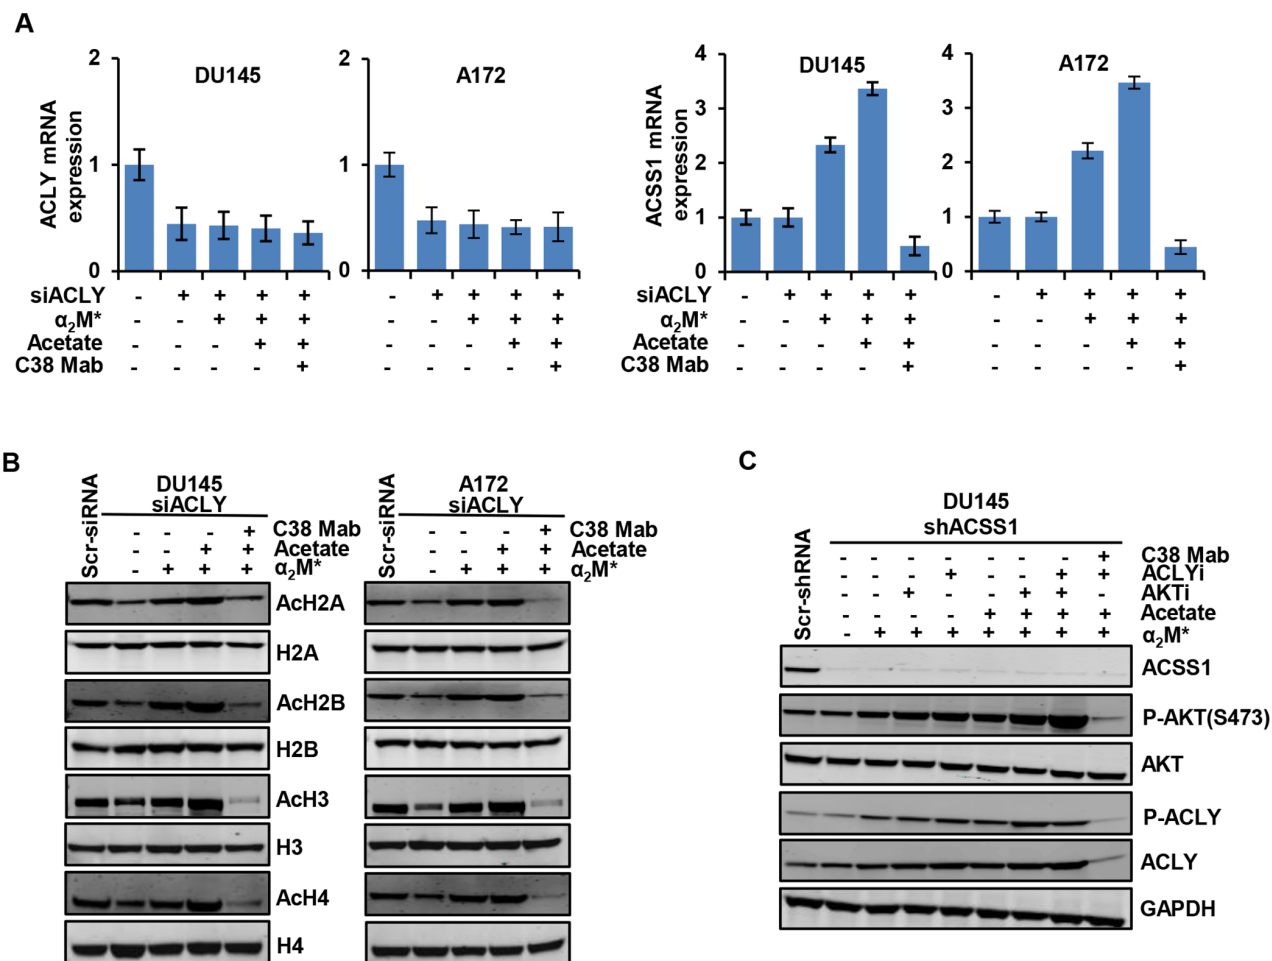 A
2
1
0
DU145
ACLY mRNA
expression
2
1
0
A172
4
3
2
1
0
DU145
ACSS1 mRNA
expression
4
3
2
1
0
A172
siACLY - + + + + - + + + +
α2M* - - + + + - - + + +
Acetate - - - + + - - - + +
C38 Mab - - - - + - - - - +
siACLY - + + + + - + + + +
α2M* - - + + + - - + + +
Acetate - - - + + - - - + +
C38 Mab - - - - + - - - - +
B
Scr-siRNA
DU145
siACLY
- - - + C38 Mab
- - + + Acetate
- + + + α2M*
AcH2A
H2A
AcH2B
H2B
AcH3
H3
AcH4
H4
Scr-siRNA
A172
siACLY
- - - + C38 Mab
- - + + Acetate
- + + + α2M*
C
Scr-shRNA
DU145
shACSS1
- - - - - - - + C38 Mab
- - - + - - + + ACLYi
- - + - - + + - AKTi
- - - - + + + + Acetate
- + + + + + + + α2M*
ACSS1
P-AKT(S473)
AKT
P-ACLY
ACLY
GAPDH